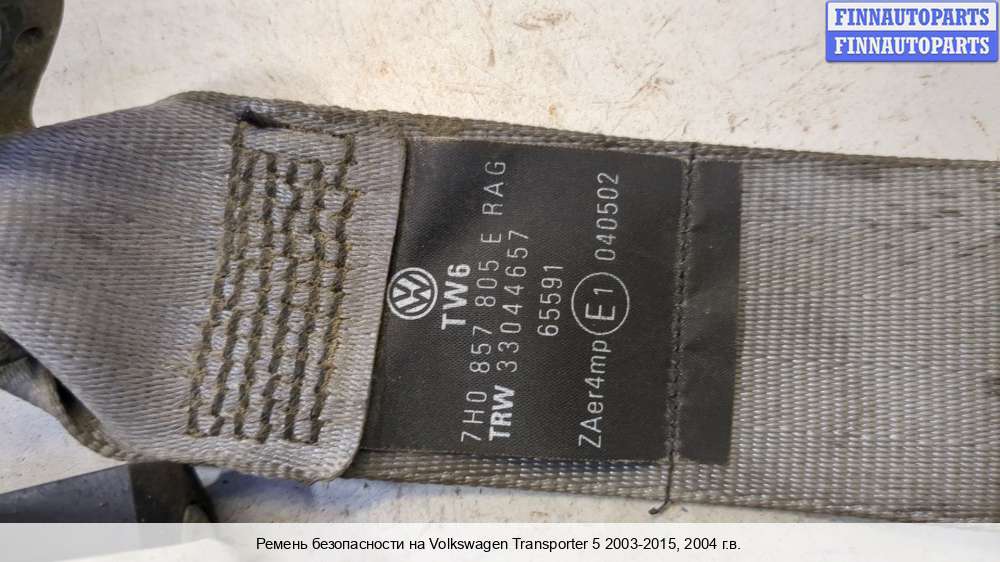 FINNAUTOPARTS
FINNAUTOPARTS
TW6
7H0 857 805 E RAG
TRW 33044657
65591
ZAer4mp E1 040502
Ремень безопасности на Volkswagen Transporter 5 2003-2015, 2004 г.в.